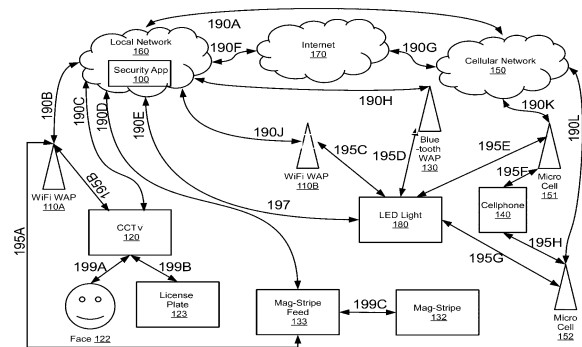 190A
Local Network
160
190F
Internet
170
190G
Cellular Network
150
Security App
100
190B
190C
190D
190E
190H
190K
190L
190J
195C
195D
Blue
-tooth
WAP
130
195E
WiFi WAP
110A
195B
WiFi WAP
110B
195F
Micro
Cell
151
197
LED Light
180
Cellphone
140
195A
CCTv
120
195G
195H
199A
199B
License
Plate
123
Mag-Stripe
Feed
133
199C
Mag-Stripe
132
Micro
Cell
152
Face 122